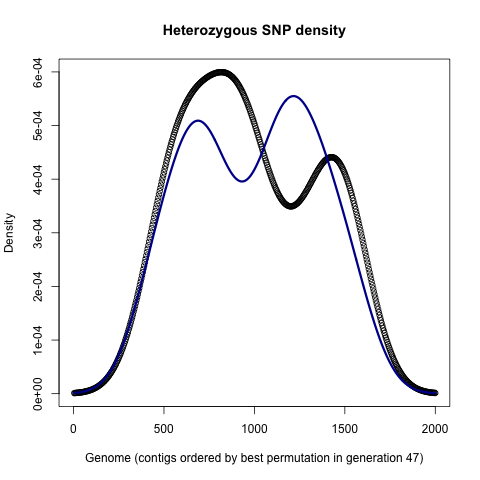 Heterozygous SNP density
Density
6e-04
5e-04
4e-04
3e-04
2e-04
1e-04
0e+00
0 500 1000 1500 2000
Genome (contigs ordered by best permutation in generation 47)